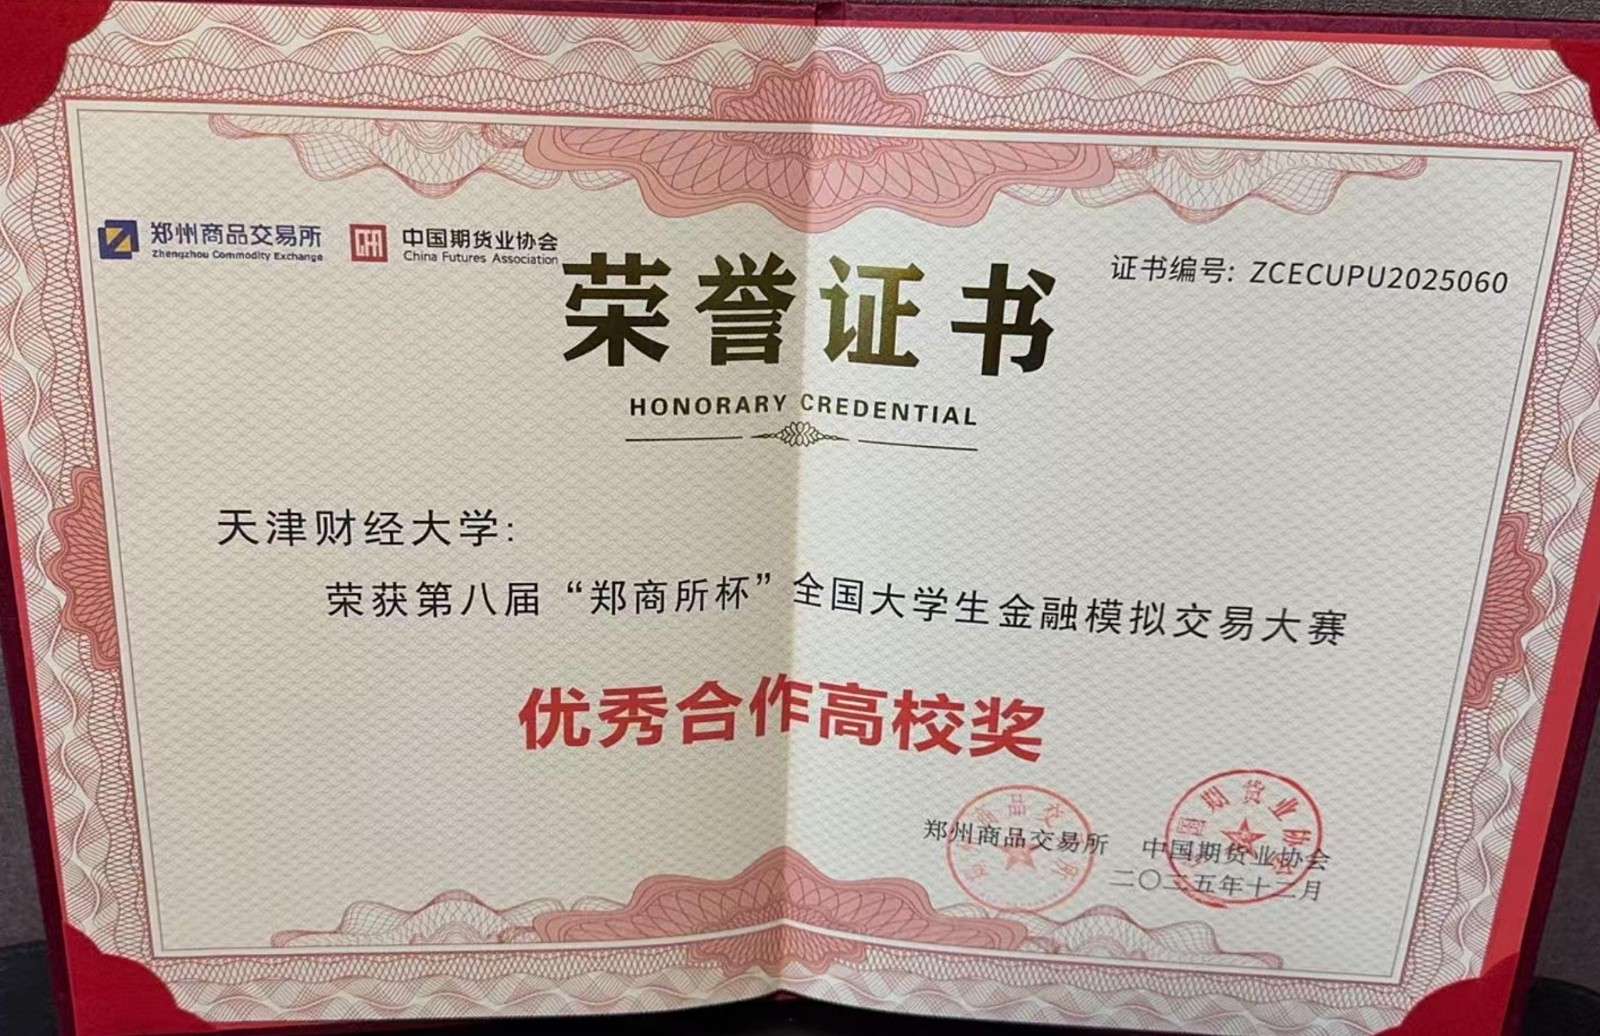 郑州商品交易所
Zhengzhou Commodity Exchange
中国期货业协会
China Futures Association
证书编号: ZCECUPU2025060
荣誉证书
HONORARY CREDENTIAL
天津财经大学:
荣获第八届“郑商所杯”全国大学生金融模拟交易大赛
优秀合作高校奖
郑州商品交易所 中国期货业协会
二〇二五年十二月